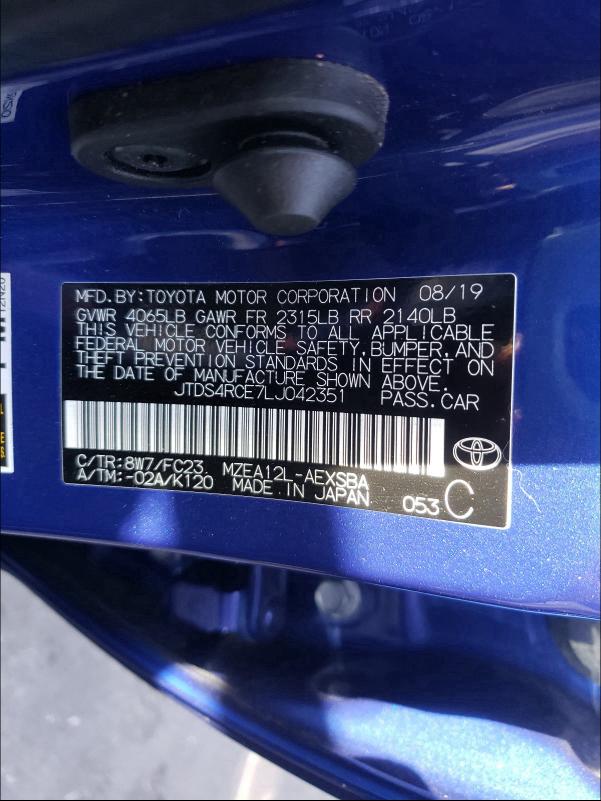 MFD.BY:TOYOTA MOTOR CORPORATION 08/19
GVWR 4065LB GAWR FR 2315LB RR 2140LB
THIS VEHICLE CONFORMS TO ALL APPLICABLE
FEDERAL MOTOR VEHICLE SAFETY,BUMPER,AND
THEFT PREVENTION STANDARDS IN EFFECT ON
THE DATE OF MANUFACTURE SHOWN ABOVE.
JTDS4RCE7LJ042351 PASS.CAR
C/TR:8W7/FC23 MZEA12L-AEXSBA
A/TM:-02A/K120 MADE IN JAPAN 053 C